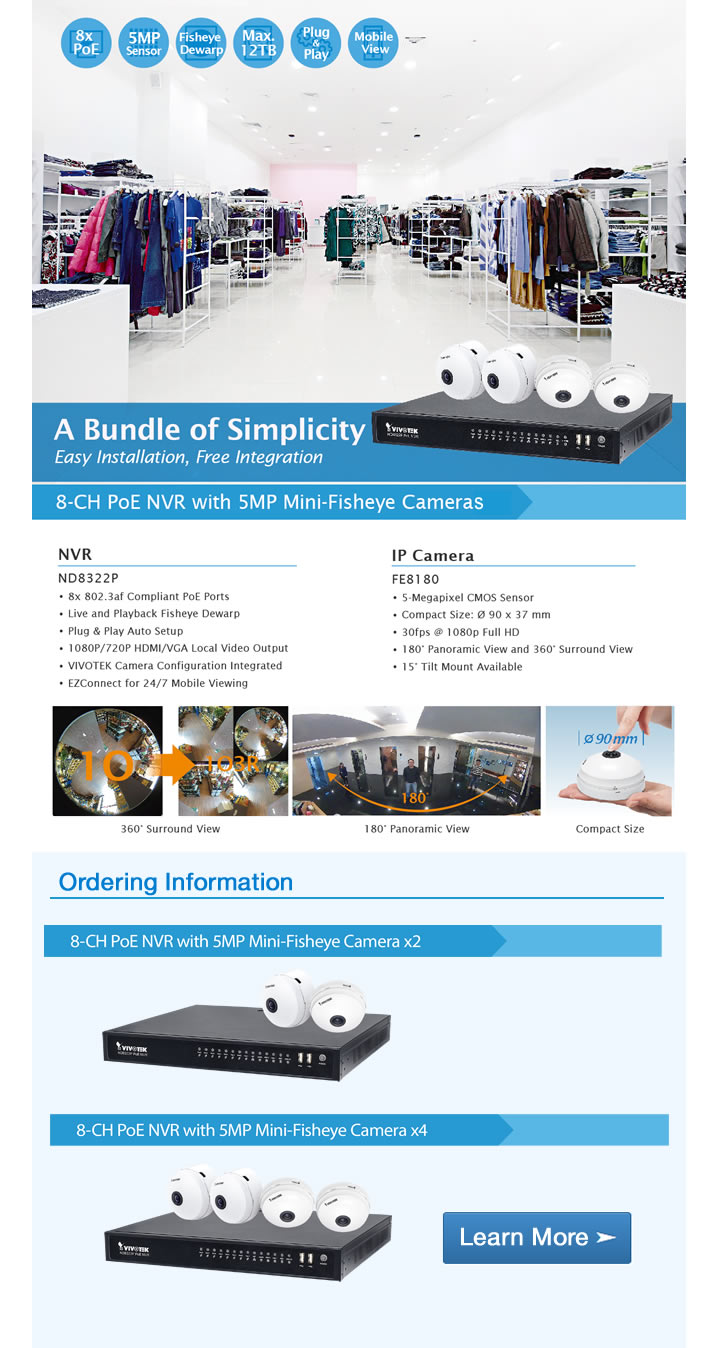 8x
PoE
5MP
Sensor
Fisheye
Dewarp
Max.
12TB
Plug
&
Play
Mobile
View
VIVOTEK
A Bundle of Simplicity
Easy Installation, Free Integration
8-CH PoE NVR with 5MP Mini-Fisheye Cameras
NVR
ND8322P
• 8x 802.3af Compliant PoE Ports
• Live and Playback Fisheye Dewarp
• Plug & Play Auto Setup
• 1080P/720P HDMI/VGA Local Video Output
• VIVOTEK Camera Configuration Integrated
• EZConnect for 24/7 Mobile Viewing
IP Camera
FE8180
• 5-Megapixel CMOS Sensor
• Compact Size: Ø 90 x 37 mm
• 30fps @ 1080p Full HD
• 180° Panoramic View and 360° Surround View
• 15° Tilt Mount Available
1O
1O3R
180°
Ø 90mm
360° Surround View
180° Panoramic View
Compact Size
Ordering Information
8-CH PoE NVR with 5MP Mini-Fisheye Camera x2
VIVOTEK
8-CH PoE NVR with 5MP Mini-Fisheye Camera x4
VIVOTEK
Learn More